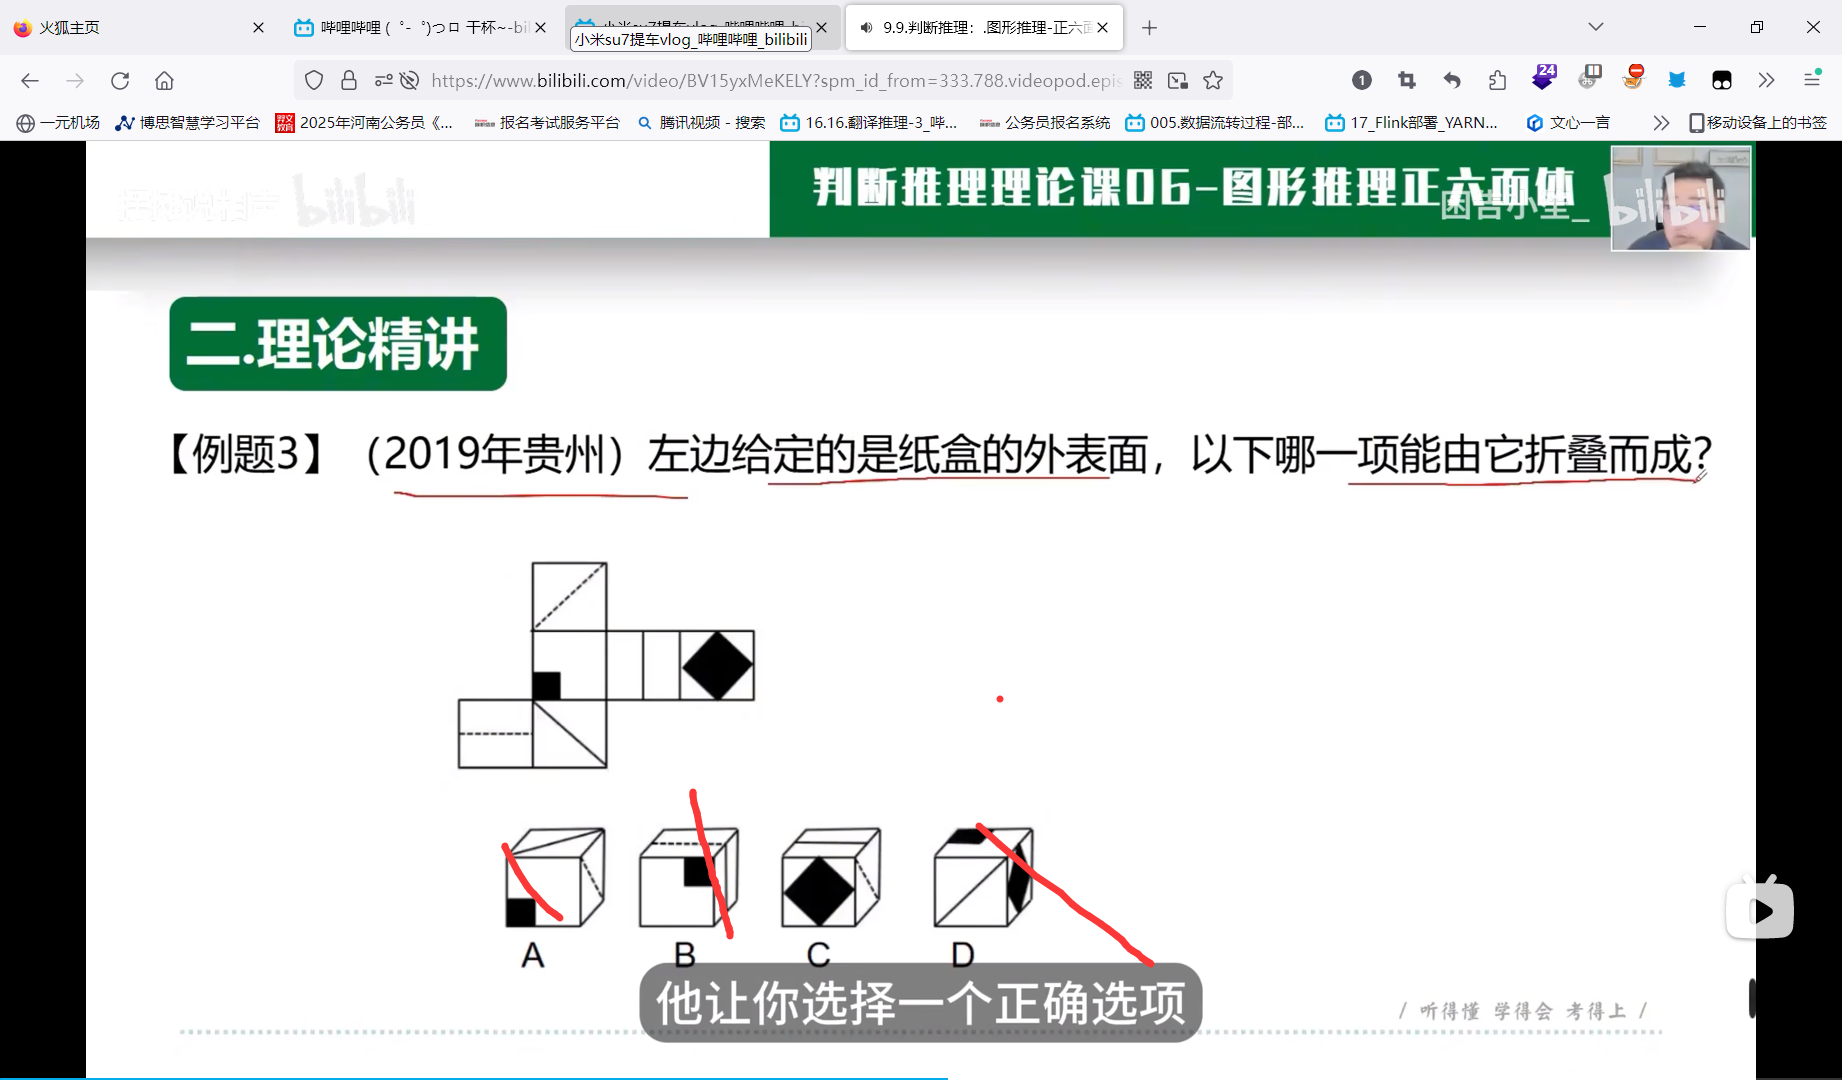 火狐主页
哔哩哔哩 (゜-゜)つロ 干杯~-bil
小米su7提车vlog_哔哩哔哩_bilibili
9.9.判断推理：.图形推理-正六面
https://www.bilibili.com/video/BV15yxMeKELY?spm_id_from=333.788.videopod.epis
1
24
一元机场
博思智慧学习平台
2025年河南公务员《...
报名考试服务平台
腾讯视频 - 搜索
16.16.翻译推理-3_哔...
公务员报名系统
005.数据流转过程-部...
17_Flink部署_YARN...
文心一言
移动设备上的书签
bilibili
判断推理理论课06-图形推理正六面体
bilibili
二.理论精讲
【例题3】（2019年贵州）左边给定的是纸盒的外表面，以下哪一项能由它折叠而成？
A
B
C
D
他让你选择一个正确选项
/ 听得懂 学得会 考得上 /